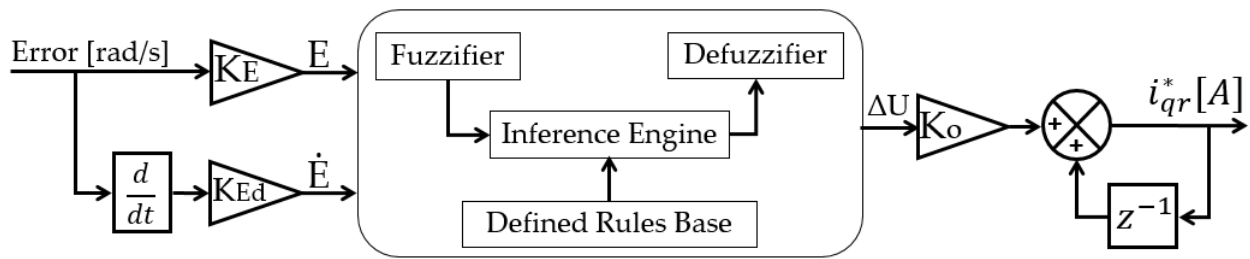 Error [rad/s]
KE
E
Fuzzifier
Defuzzifier
Inference Engine
Defined Rules Base
d
dt
KEd
Ė
ΔU
Ko
+
+
i*qr [A]
z⁻¹